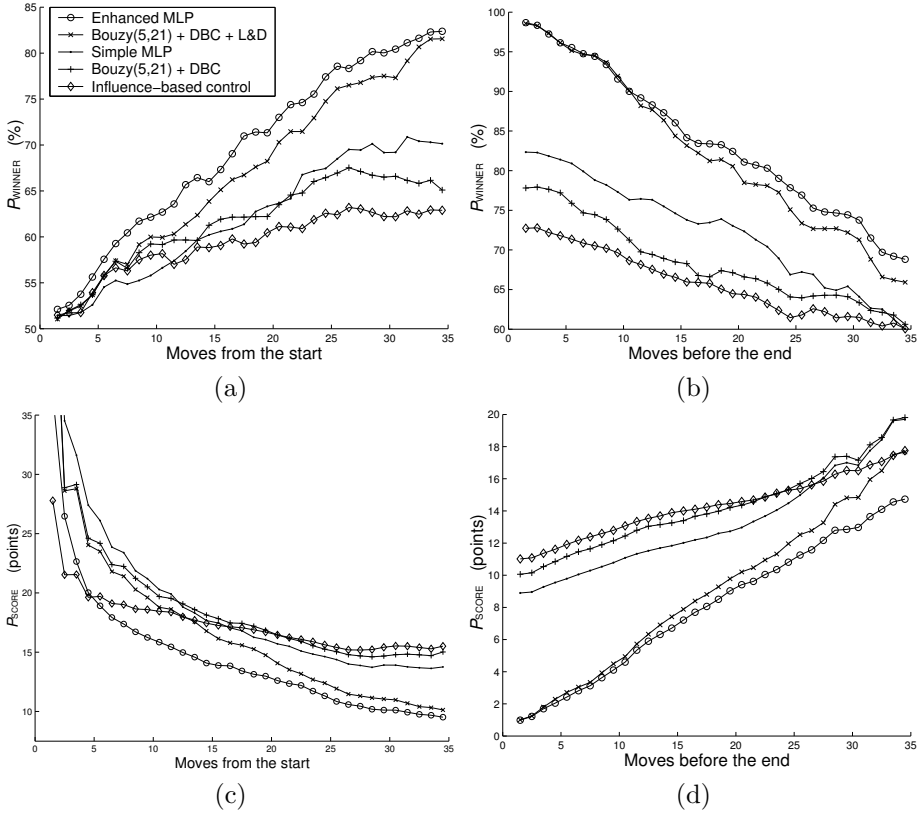 Enhanced MLP
Bouzy(5,21) + DBC + L&D
Simple MLP
Bouzy(5,21) + DBC
Influence−based control
85
80
75
70
65
60
55
50
0 5 10 15 20 25 30 35
P_WINNER (%)
Moves from the start
(a)
100
95
90
85
80
75
70
65
60
0 5 10 15 20 25 30 35
P_WINNER (%)
Moves before the end
(b)
35
30
25
20
15
10
0 5 10 15 20 25 30 35
P_SCORE (points)
Moves from the start
(c)
20
18
16
14
12
10
8
6
4
2
0
0 5 10 15 20 25 30 35
P_SCORE (points)
Moves before the end
(d)